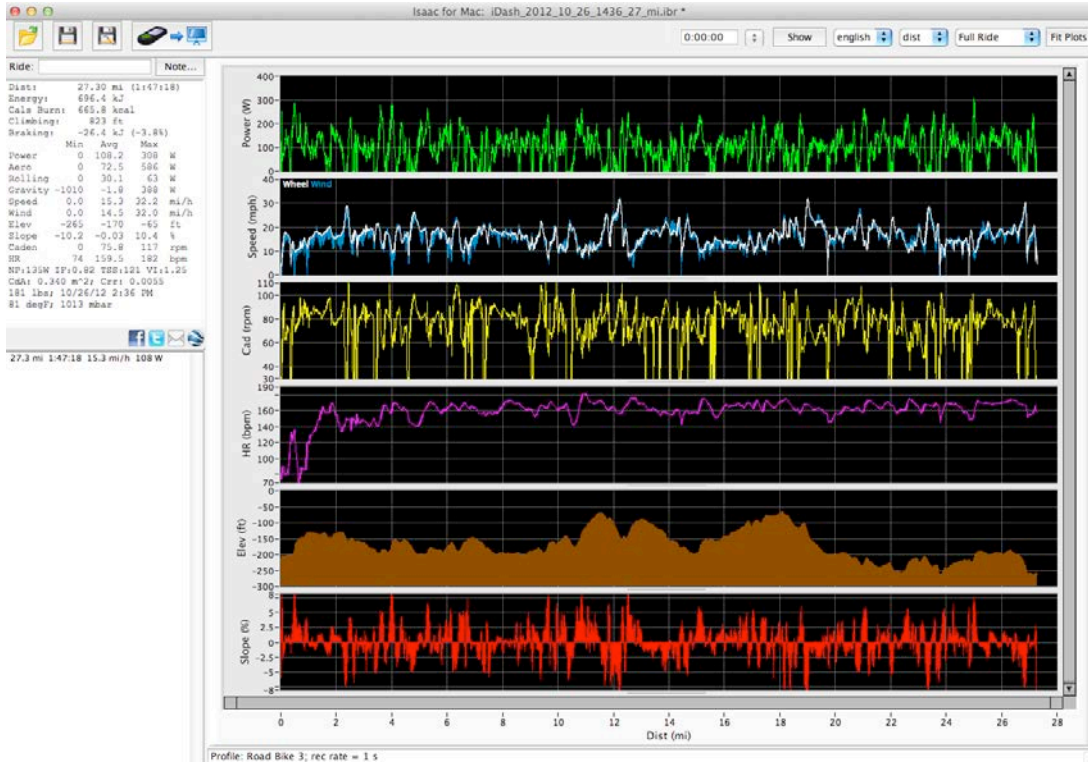 Isaac for Mac: iDash_2012_10_26_1436_27_mi.ibr *
0:00:00 Show english dist Full Ride Fit Plots
Ride: Note...
Dist: 27.30 mi (1:47:18)
Energy: 696.4 kJ
Cals Burn: 665.8 kcal
Climbing: 823 ft
Braking: -26.4 kJ (-3.8%)
Min Avg Max
Power 0 108.2 308 W
Aero 0 72.5 586 W
Rolling 0 30.1 63 W
Gravity -1010 -1.8 388 W
Speed 0.0 15.3 32.2 mi/h
Wind 0.0 14.5 32.0 mi/h
Elev -265 -170 -65 ft
Slope -10.2 -0.03 10.4 %
Caden 0 75.8 117 rpm
HR 74 159.5 182 bpm
NP:135W IF:0.82 TSS:121 VI:1.25
CdA: 0.340 m^2; Crr: 0.0055
181 lbs; 10/26/12 2:36 PM
81 degF; 1013 mbar
27.3 mi 1:47:18 15.3 mi/h 108 W
Power (W)
400
300
200
100
0
Speed (mph)
Wheel Wind
40
30
20
10
0
Cad (rpm)
110
100
80
60
40
30
HR (bpm)
190
160
140
120
100
70
Elev (ft)
0
-50
-100
-150
-200
-250
-300
Slope (%)
8
5
2.5
0
-2.5
-5
-8
0 2 4 6 8 10 12 14 16 18 20 22 24 26 28
Dist (mi)
Profile: Road Bike 3; rec rate = 1 s